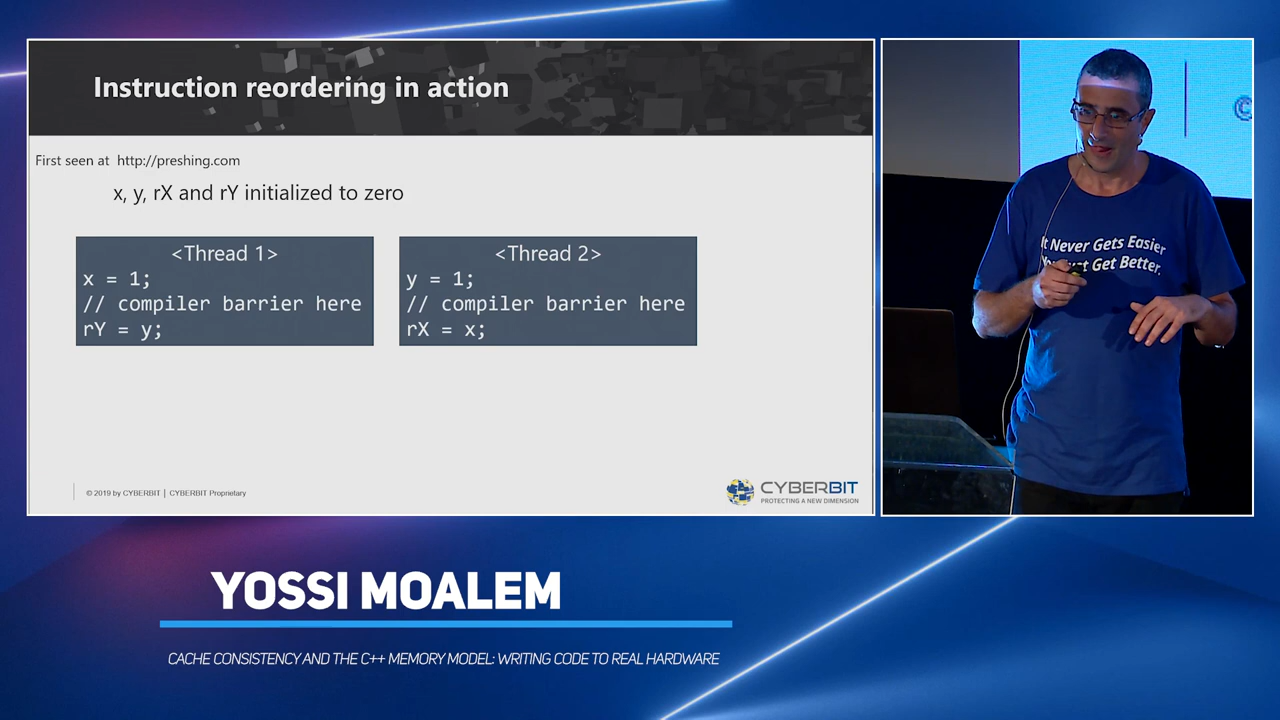 Instruction reordering in action
First seen at http://preshing.com
x, y, rX and rY initialized to zero
<Thread 1>
x = 1;
// compiler barrier here
rY = y;
<Thread 2>
y = 1;
// compiler barrier here
rX = x;
© 2019 by CYBERBIT | CYBERBIT Proprietary
CYBERBIT
PROTECTING A NEW DIMENSION
It Never Gets Easier
Just Get Better.
YOSSI MOALEM
CACHE CONSISTENCY AND THE C++ MEMORY MODEL: WRITING CODE TO REAL HARDWARE